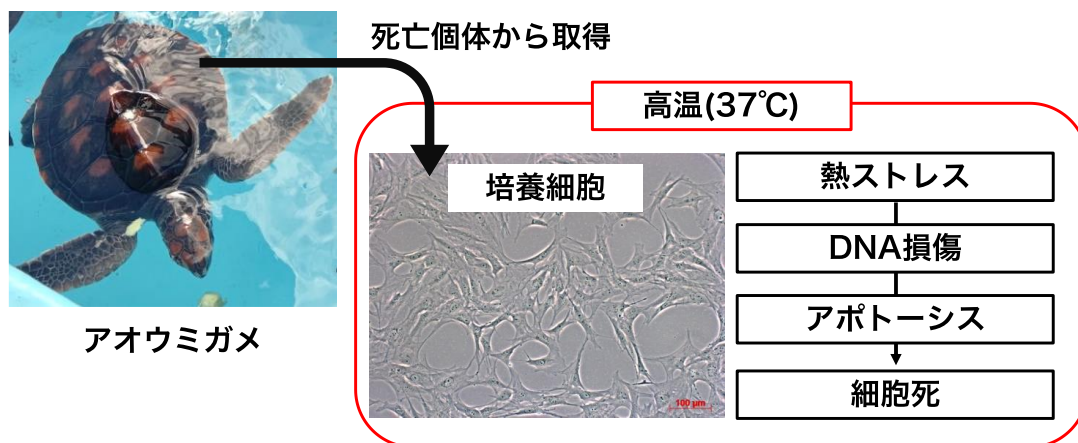 死亡個体から取得
高温(37℃)
培養細胞
熱ストレス
DNA損傷
アポトーシス
細胞死
アオウミガメ
100 μm